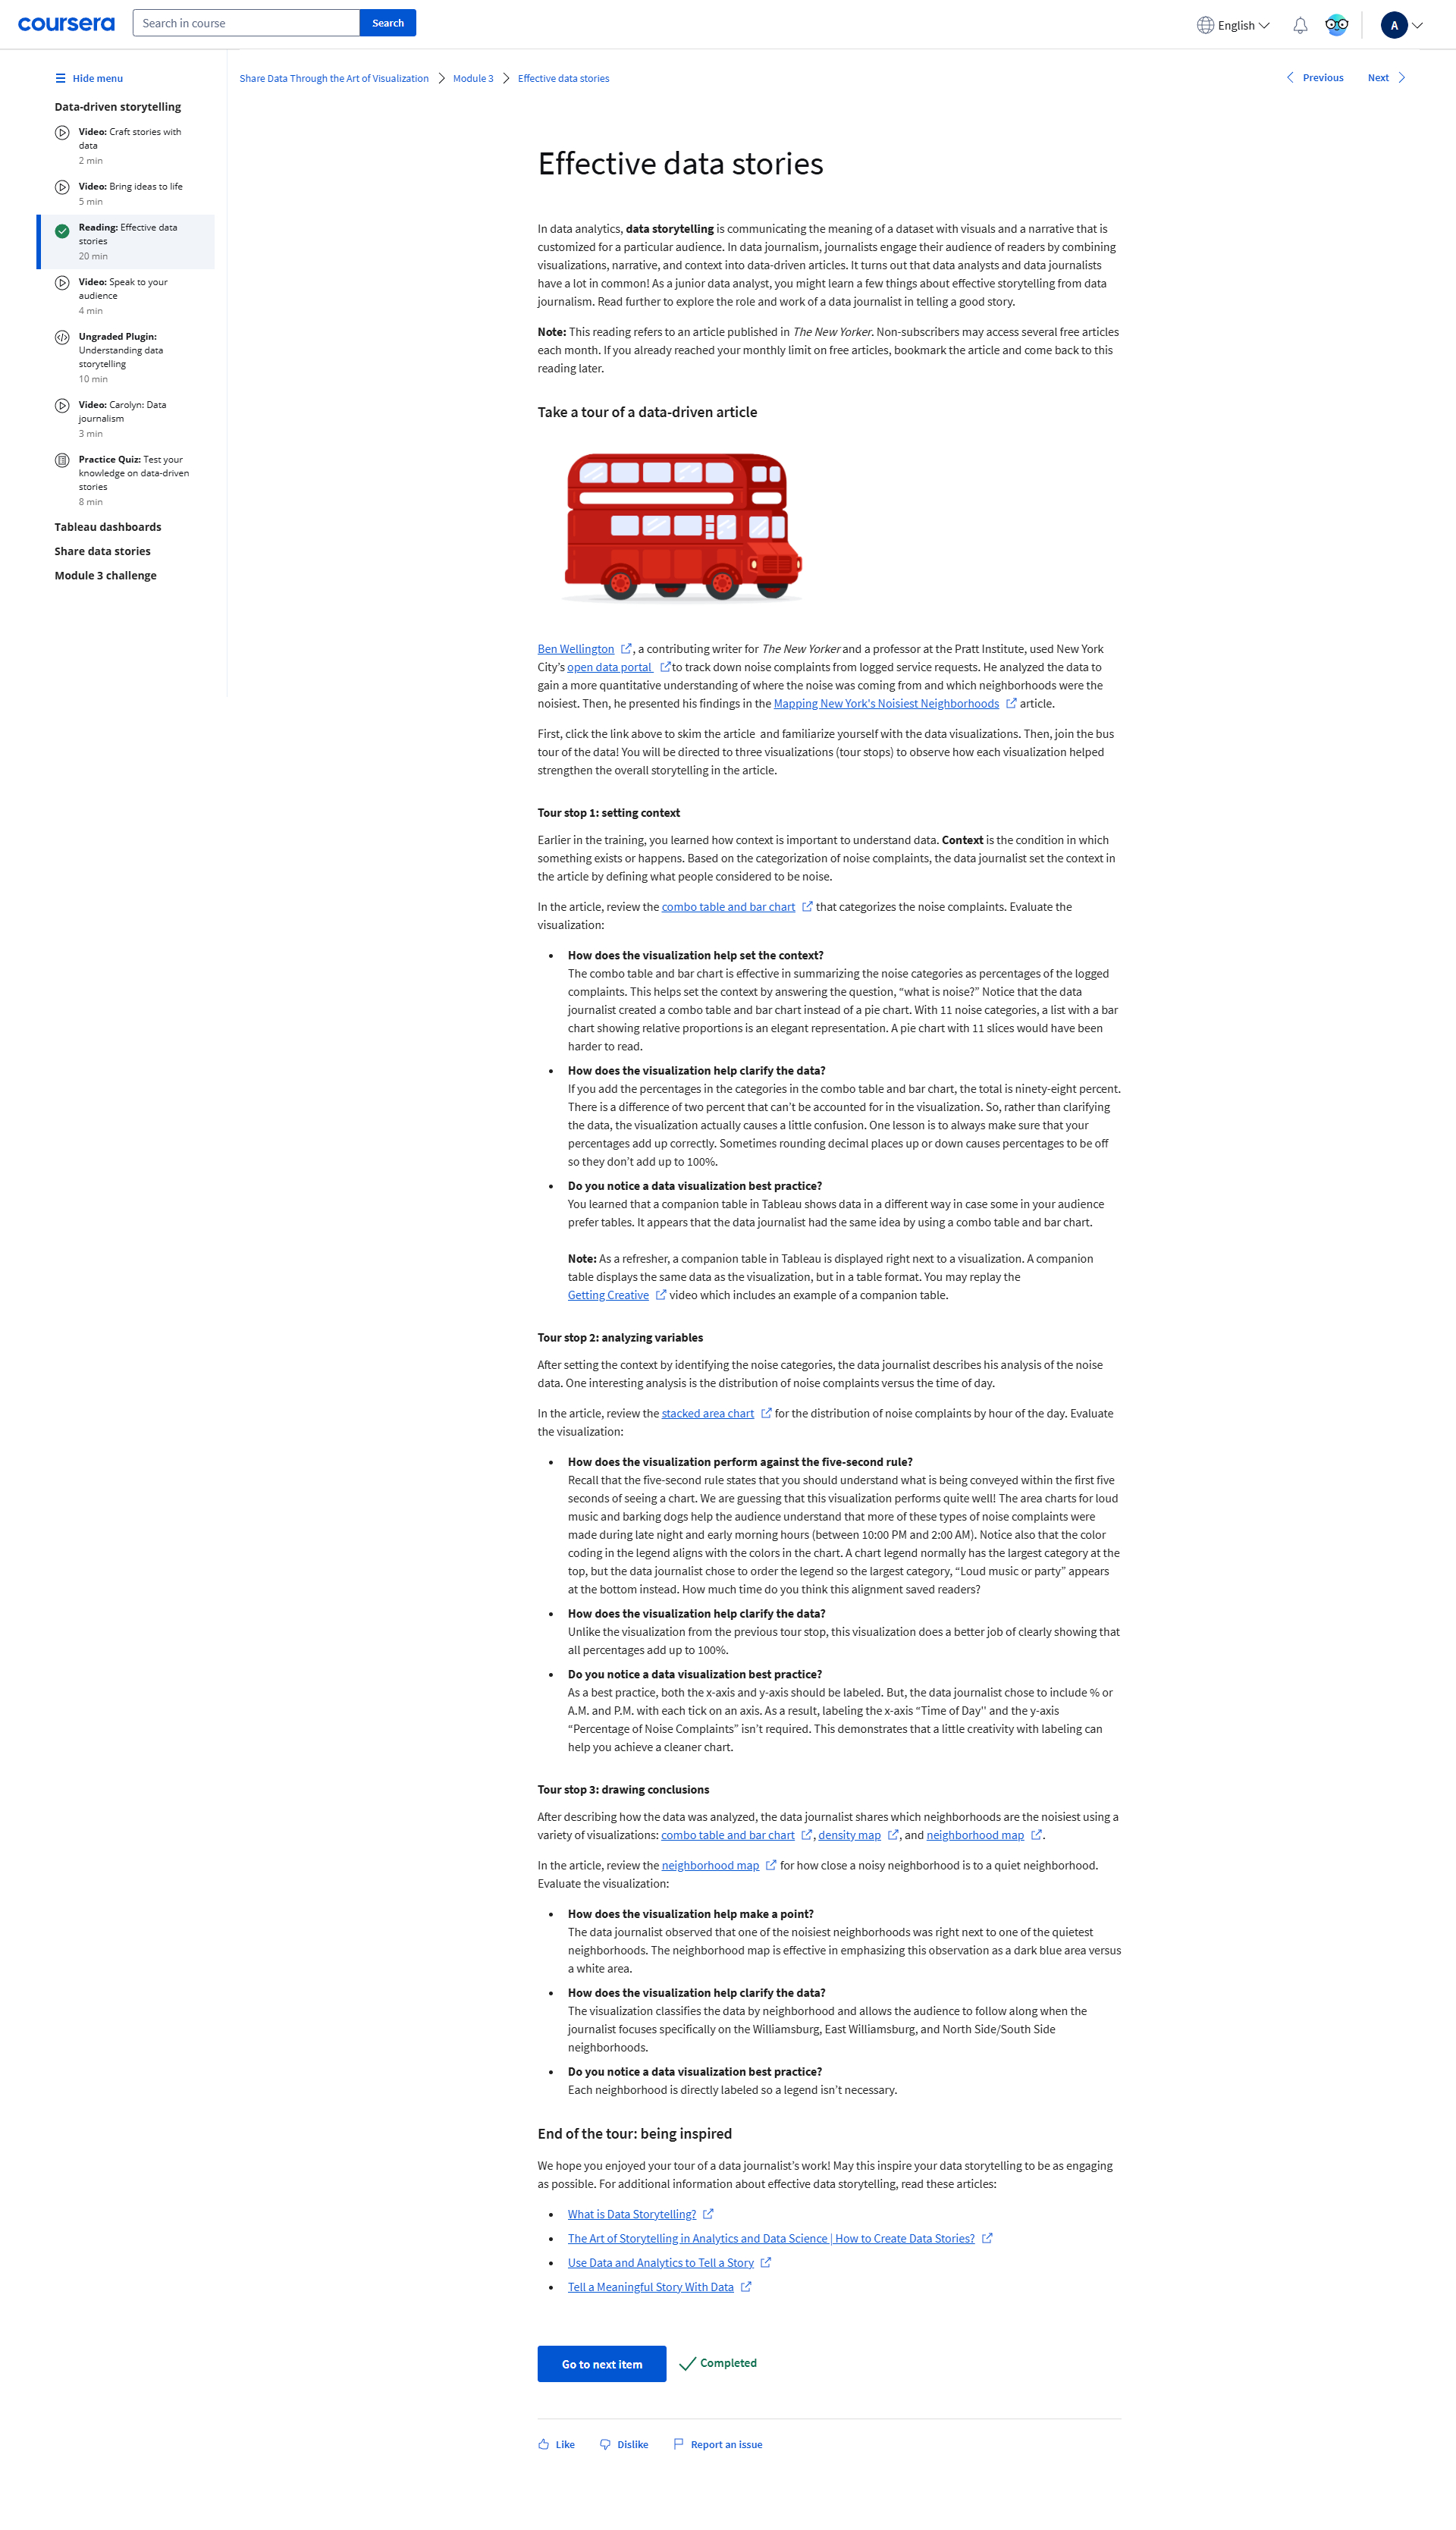 coursera
Search in course
Search
English
A
Hide menu
Share Data Through the Art of Visualization
Module 3
Effective data stories
Previous
Next
Data-driven storytelling
Video: Craft stories with
data
2 min
Video: Bring ideas to life
5 min
Reading: Effective data
stories
20 min
Video: Speak to your
audience
4 min
Ungraded Plugin:
Understanding data
storytelling
10 min
Video: Carolyn: Data
journalism
3 min
Practice Quiz: Test your
knowledge on data-driven
stories
8 min
Tableau dashboards
Share data stories
Module 3 challenge
Effective data stories
In data analytics, data storytelling is communicating the meaning of a dataset with visuals and a narrative that is
customized for a particular audience. In data journalism, journalists engage their audience of readers by combining
visualizations, narrative, and context into data-driven articles. It turns out that data analysts and data journalists
have a lot in common! As a junior data analyst, you might learn a few things about effective storytelling from data
journalism. Read further to explore the role and work of a data journalist in telling a good story.
Note: This reading refers to an article published in The New Yorker. Non-subscribers may access several free articles
each month. If you already reached your monthly limit on free articles, bookmark the article and come back to this
reading later.
Take a tour of a data-driven article
Ben Wellington, a contributing writer for The New Yorker and a professor at the Pratt Institute, used New York
City’s open data portal to track down noise complaints from logged service requests. He analyzed the data to
gain a more quantitative understanding of where the noise was coming from and which neighborhoods were the
noisiest. Then, he presented his findings in the Mapping New York's Noisiest Neighborhoods article.
First, click the link above to skim the article and familiarize yourself with the data visualizations. Then, join the bus
tour of the data! You will be directed to three visualizations (tour stops) to observe how each visualization helped
strengthen the overall storytelling in the article.
Tour stop 1: setting context
Earlier in the training, you learned how context is important to understand data. Context is the condition in which
something exists or happens. Based on the categorization of noise complaints, the data journalist set the context in
the article by defining what people considered to be noise.
In the article, review the combo table and bar chart that categorizes the noise complaints. Evaluate the
visualization:
• How does the visualization help set the context?
The combo table and bar chart is effective in summarizing the noise categories as percentages of the logged
complaints. This helps set the context by answering the question, “what is noise?” Notice that the data
journalist created a combo table and bar chart instead of a pie chart. With 11 noise categories, a list with a bar
chart showing relative proportions is an elegant representation. A pie chart with 11 slices would have been
harder to read.
• How does the visualization help clarify the data?
If you add the percentages in the categories in the combo table and bar chart, the total is ninety-eight percent.
There is a difference of two percent that can’t be accounted for in the visualization. So, rather than clarifying
the data, the visualization actually causes a little confusion. One lesson is to always make sure that your
percentages add up correctly. Sometimes rounding decimal places up or down causes percentages to be off
so they don’t add up to 100%.
• Do you notice a data visualization best practice?
You learned that a companion table in Tableau shows data in a different way in case some in your audience
prefer tables. It appears that the data journalist had the same idea by using a combo table and bar chart.
Note: As a refresher, a companion table in Tableau is displayed right next to a visualization. A companion
table displays the same data as the visualization, but in a table format. You may replay the
Getting Creative video which includes an example of a companion table.
Tour stop 2: analyzing variables
After setting the context by identifying the noise categories, the data journalist describes his analysis of the noise
data. One interesting analysis is the distribution of noise complaints versus the time of day.
In the article, review the stacked area chart for the distribution of noise complaints by hour of the day. Evaluate
the visualization:
• How does the visualization perform against the five-second rule?
Recall that the five-second rule states that you should understand what is being conveyed within the first five
seconds of seeing a chart. We are guessing that this visualization performs quite well! The area charts for loud
music and barking dogs help the audience understand that more of these types of noise complaints were
made during late night and early morning hours (between 10:00 PM and 2:00 AM). Notice also that the color
coding in the legend aligns with the colors in the chart. A chart legend normally has the largest category at the
top, but the data journalist chose to order the legend so the largest category, “Loud music or party” appears
at the bottom instead. How much time do you think this alignment saved readers?
• How does the visualization help clarify the data?
Unlike the visualization from the previous tour stop, this visualization does a better job of clearly showing that
all percentages add up to 100%.
• Do you notice a data visualization best practice?
As a best practice, both the x-axis and y-axis should be labeled. But, the data journalist chose to include % or
A.M. and P.M. with each tick on an axis. As a result, labeling the x-axis “Time of Day'' and the y-axis
“Percentage of Noise Complaints” isn’t required. This demonstrates that a little creativity with labeling can
help you achieve a cleaner chart.
Tour stop 3: drawing conclusions
After describing how the data was analyzed, the data journalist shares which neighborhoods are the noisiest using a
variety of visualizations: combo table and bar chart, density map, and neighborhood map.
In the article, review the neighborhood map for how close a noisy neighborhood is to a quiet neighborhood.
Evaluate the visualization:
• How does the visualization help make a point?
The data journalist observed that one of the noisiest neighborhoods was right next to one of the quietest
neighborhoods. The neighborhood map is effective in emphasizing this observation as a dark blue area versus
a white area.
• How does the visualization help clarify the data?
The visualization classifies the data by neighborhood and allows the audience to follow along when the
journalist focuses specifically on the Williamsburg, East Williamsburg, and North Side/South Side
neighborhoods.
• Do you notice a data visualization best practice?
Each neighborhood is directly labeled so a legend isn’t necessary.
End of the tour: being inspired
We hope you enjoyed your tour of a data journalist’s work! May this inspire your data storytelling to be as engaging
as possible. For additional information about effective data storytelling, read these articles:
• What is Data Storytelling?
• The Art of Storytelling in Analytics and Data Science | How to Create Data Stories?
• Use Data and Analytics to Tell a Story
• Tell a Meaningful Story With Data
Go to next item
Completed
Like
Dislike
Report an issue